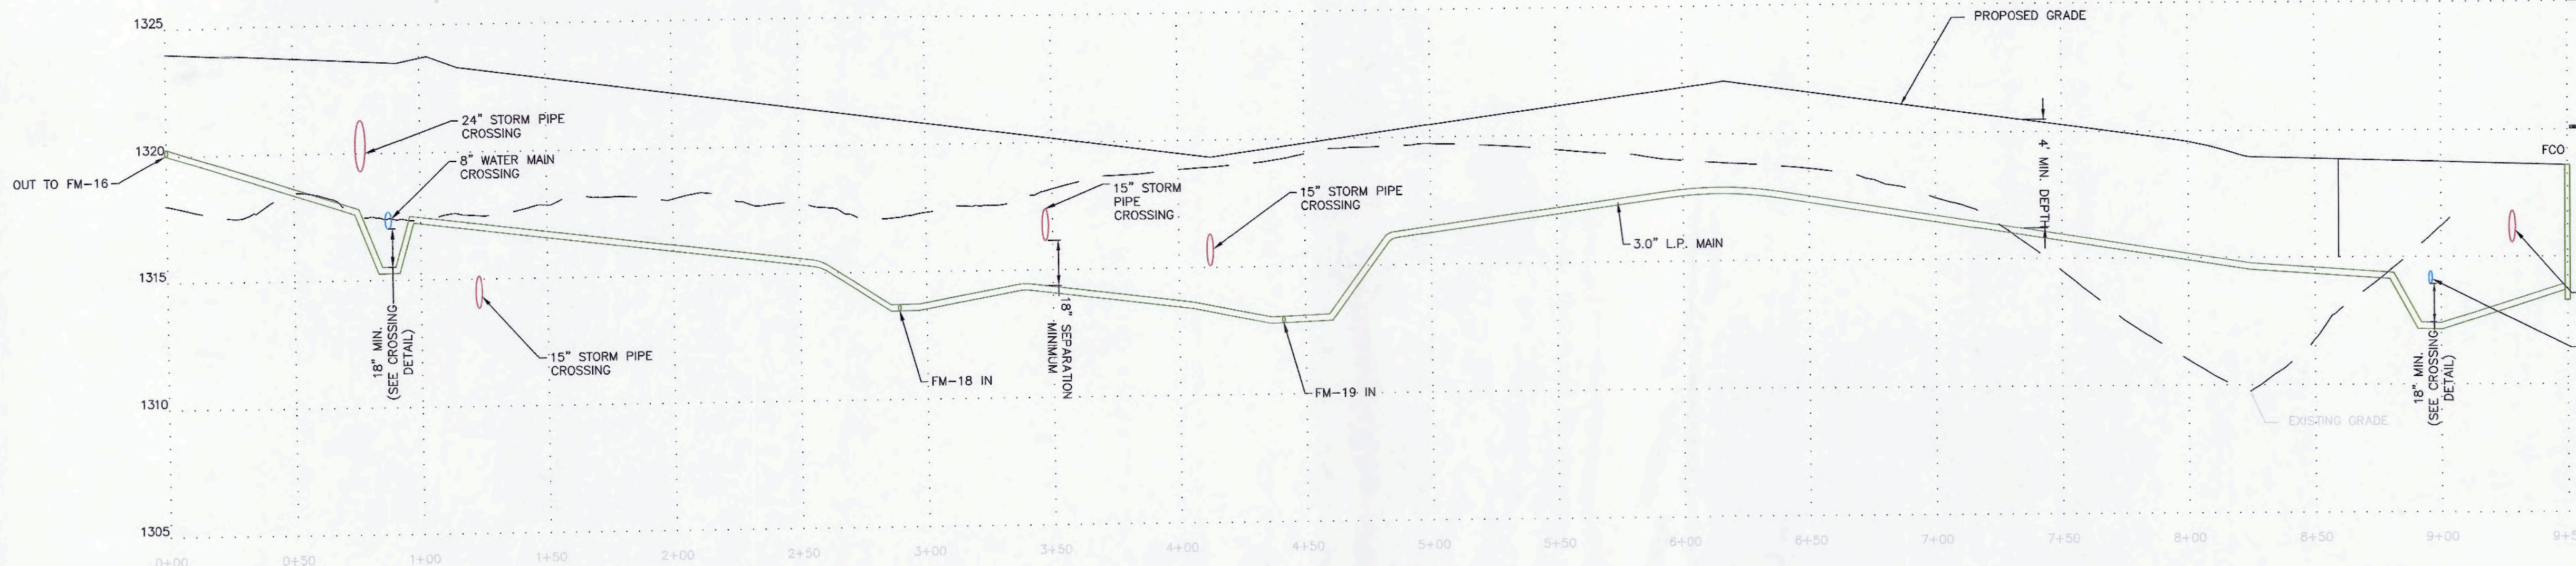 1325
PROPOSED GRADE
24" STORM PIPE
CROSSING
8" WATER MAIN
CROSSING
1320
OUT TO FM-16
FCO
4' MIN. DEPTH
15" STORM
PIPE
CROSSING
15" STORM PIPE
CROSSING
3.0" L.P. MAIN
1315
18" MIN.
(SEE CROSSING
DETAIL)
15" STORM PIPE
CROSSING
FM-18 IN
18" SEPARATION
MINIMUM
FM-19 IN
18" MIN.
(SEE CROSSING
DETAIL)
EXISTING GRADE
1310
1305
0+00
0+50
1+00
1+50
2+00
2+50
3+00
3+50
4+00
4+50
5+00
5+50
6+00
6+50
7+00
7+50
8+00
8+50
9+00